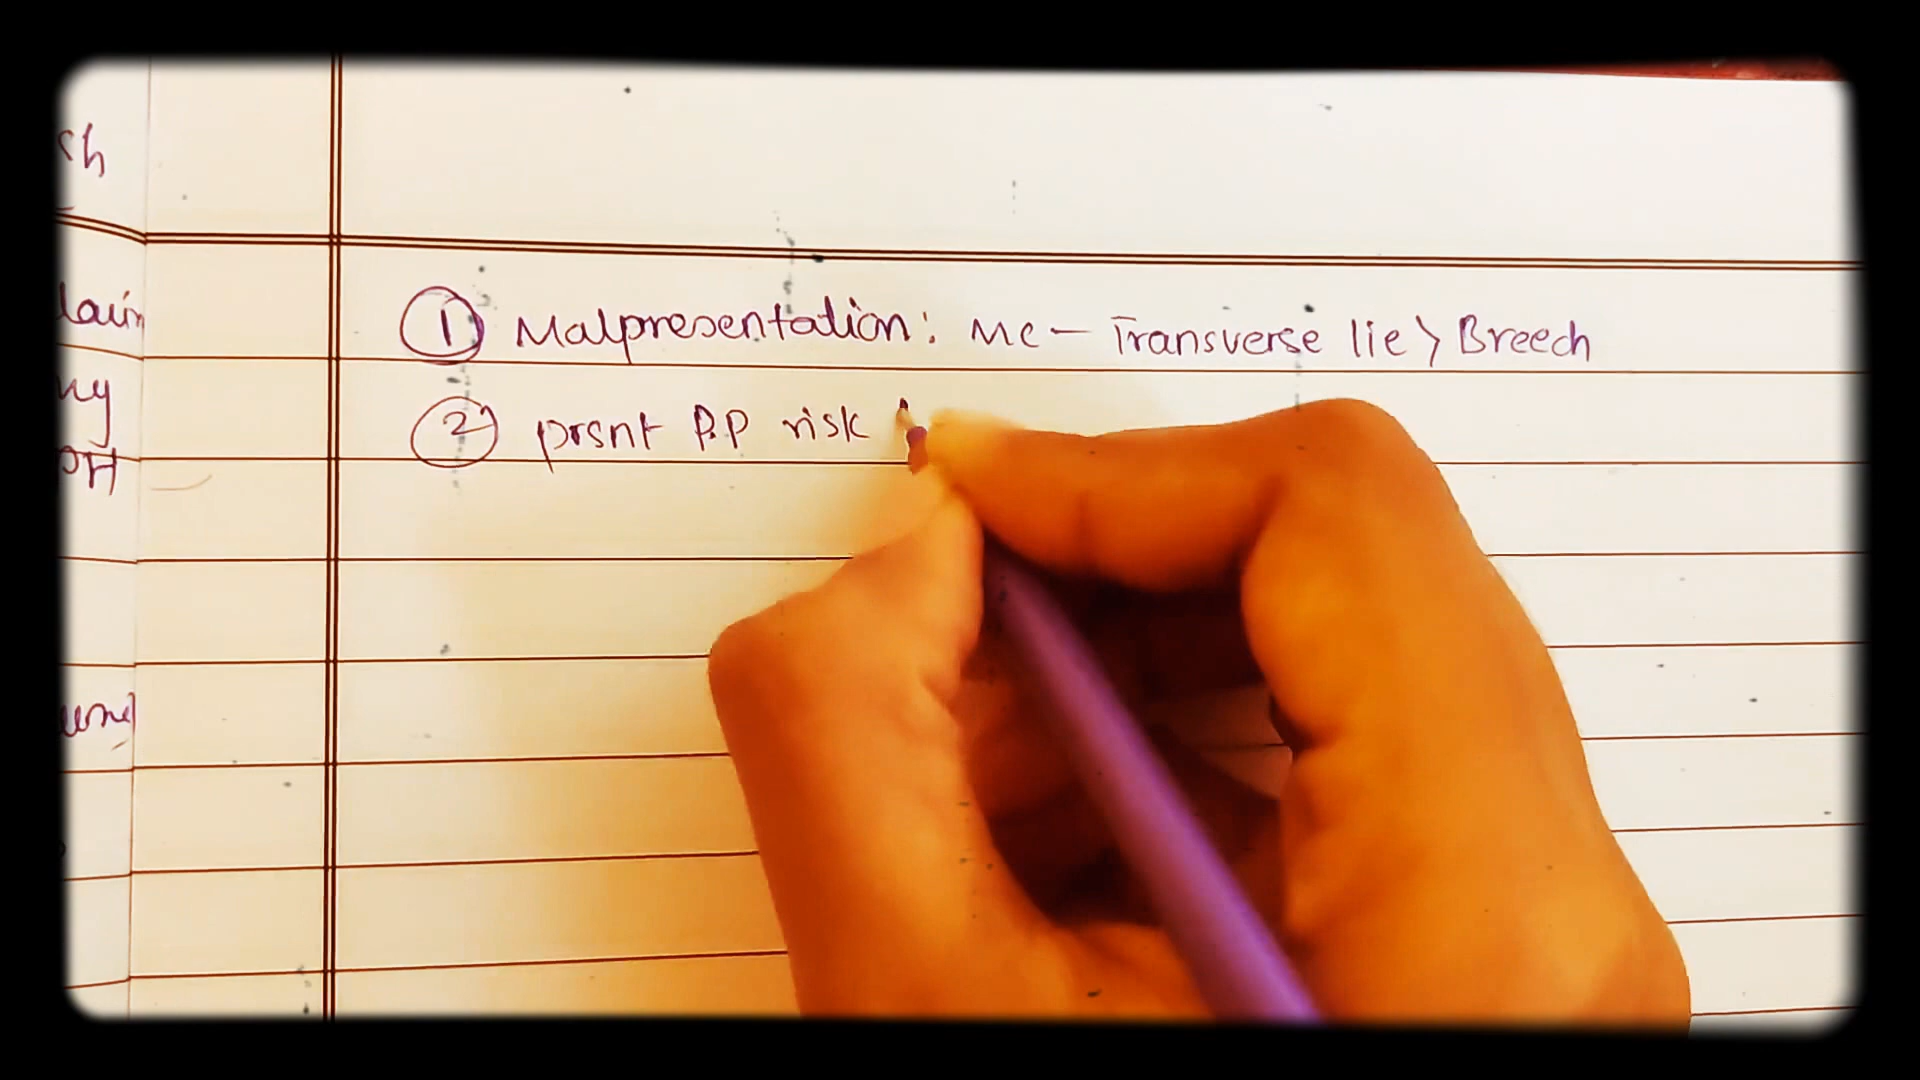 ① Malpresentation: MC - Transverse lie > Breech
② prsnt P.P risk